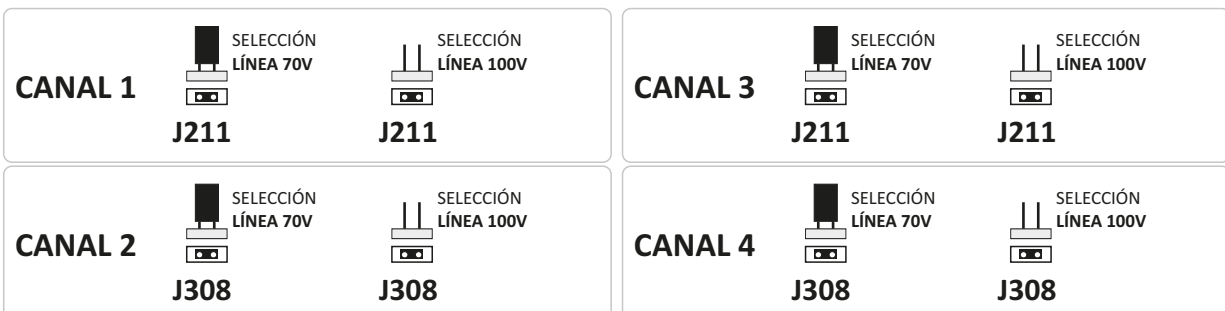 CANAL 1
SELECCIÓN
LÍNEA 70V
J211
SELECCIÓN
LÍNEA 100V
J211
CANAL 3
SELECCIÓN
LÍNEA 70V
J211
SELECCIÓN
LÍNEA 100V
J211
CANAL 2
SELECCIÓN
LÍNEA 70V
J308
SELECCIÓN
LÍNEA 100V
J308
CANAL 4
SELECCIÓN
LÍNEA 70V
J308
SELECCIÓN
LÍNEA 100V
J308